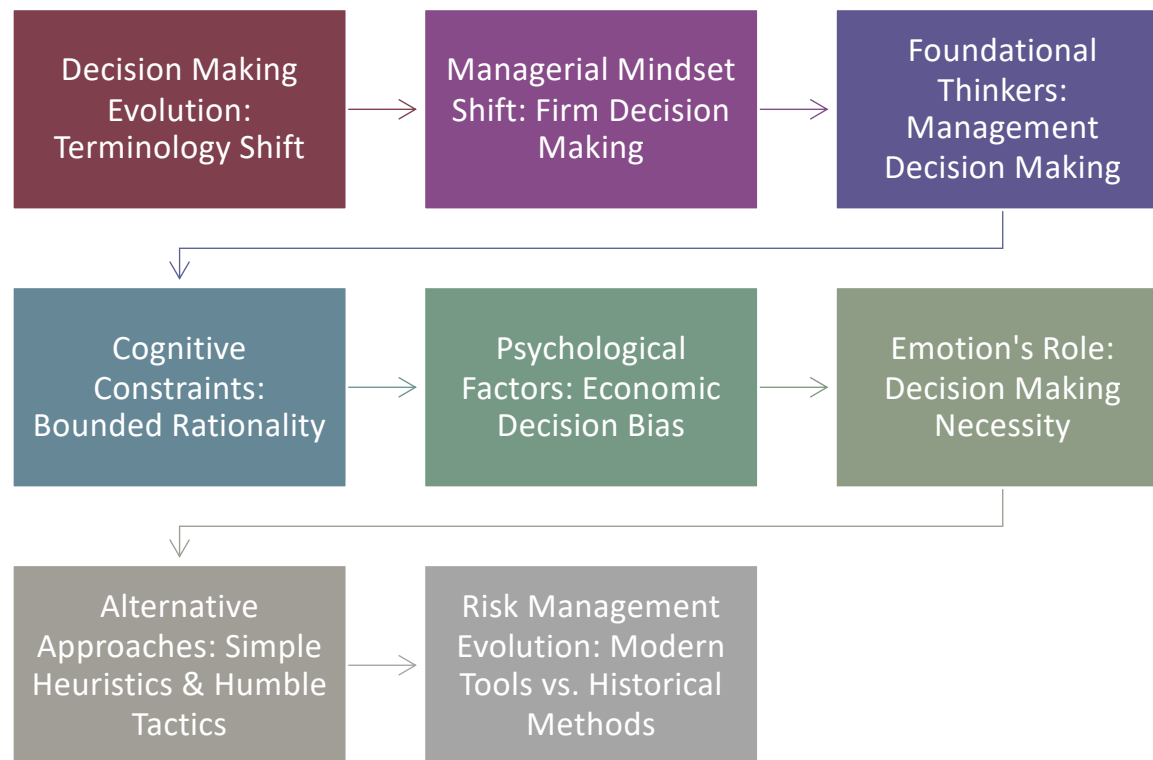 Decision Making
Evolution:
Terminology Shift
Managerial Mindset
Shift: Firm Decision
Making
Foundational
Thinkers:
Management
Decision Making
Cognitive
Constraints:
Bounded Rationality
Psychological
Factors: Economic
Decision Bias
Emotion's Role:
Decision Making
Necessity
Alternative
Approaches: Simple
Heuristics & Humble
Tactics
Risk Management
Evolution: Modern
Tools vs. Historical
Methods